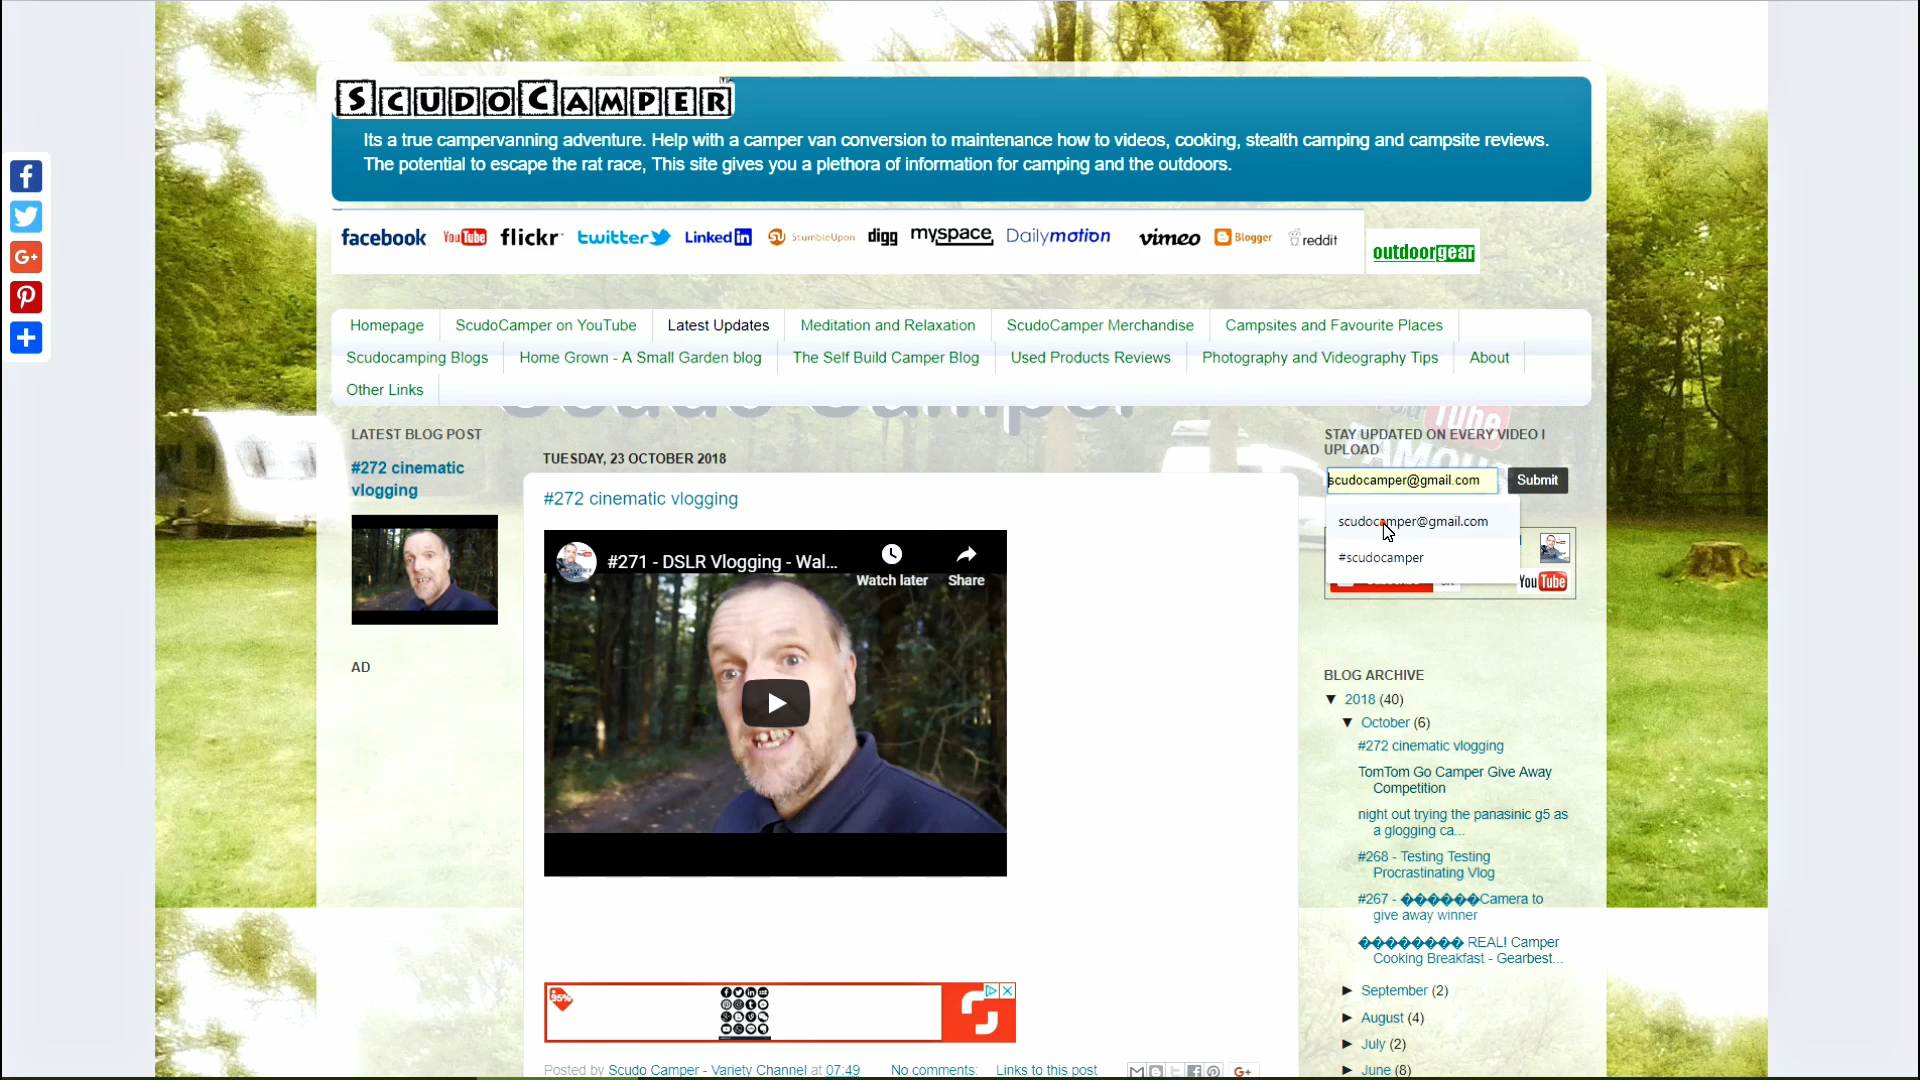 ScudoCamper
Its a true campervanning adventure. Help with a camper van conversion to maintenance how to videos, cooking, stealth camping and campsite reviews.
The potential to escape the rat race, This site gives you a plethora of information for camping and the outdoors.
facebook YouTube flickr twitter Linked in StumbleUpon digg myspace Dailymotion vimeo Blogger reddit
outdoorgear
Homepage ScudoCamper on YouTube Latest Updates Meditation and Relaxation ScudoCamper Merchandise Campsites and Favourite Places
Scudocamping Blogs Home Grown - A Small Garden blog The Self Build Camper Blog Used Products Reviews Photography and Videography Tips About
Other Links
LATEST BLOG POST
#272 cinematic
vlogging
AD
TUESDAY, 23 OCTOBER 2018
#272 cinematic vlogging
#271 - DSLR Vlogging - Wal...
Watch later Share
95%
Posted by Scudo Camper - Variety Channel at 07:49 No comments: Links to this post
STAY UPDATED ON EVERY VIDEO I
UPLOAD
scudocamper@gmail.com Submit
scudocamper@gmail.com
#scudocamper
YouTube
BLOG ARCHIVE
▼ 2018 (40)
▼ October (6)
#272 cinematic vlogging
TomTom Go Camper Give Away
Competition
night out trying the panasinic g5 as
a glogging ca...
#268 - Testing Testing
Procrastinating Vlog
#267 - ������Camera to
give away winner
�������� REAL! Camper
Cooking Breakfast - Gearbest...
► September (2)
► August (4)
► July (2)
► June (8)